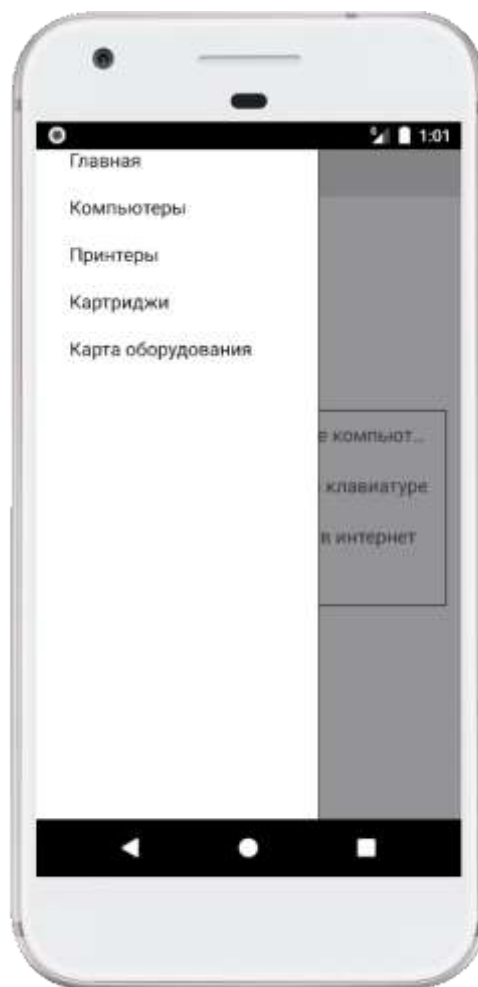 1:01
Главная
Компьютеры
Принтеры
Картриджи
Карта оборудования
компьют...
клавиатуре
в интернет